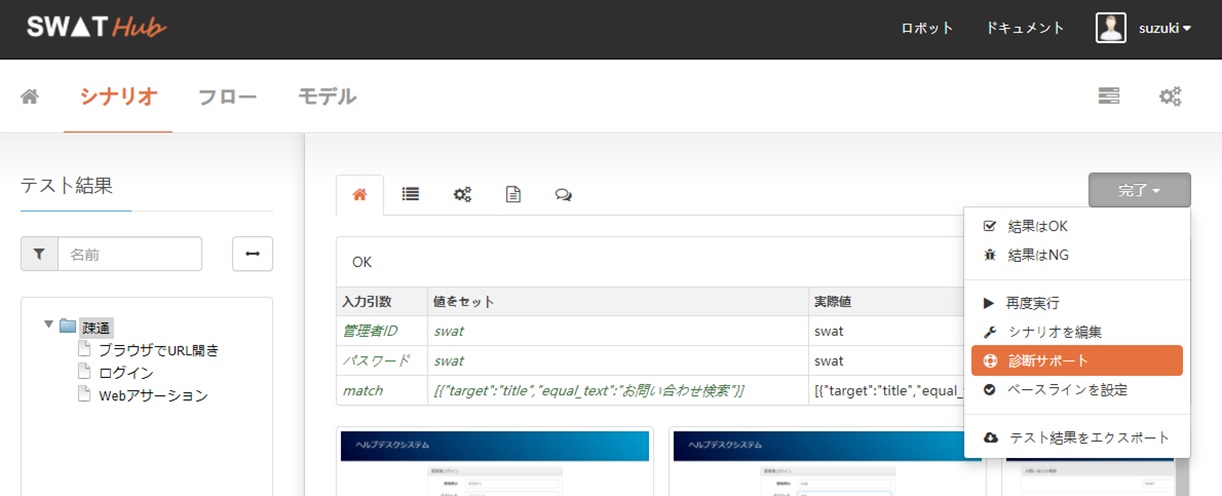 SWAT Hub
ロボット
ドキュメント
suzuki
シナリオ
フロー
モデル
テスト結果
名前
疎通
ブラウザでURL開き
ログイン
Webアサーション
完了
OK
入力引数 値をセット 実際値
管理者ID swat swat
パスワード swat swat
match [{"target":"title","equal_text":"お問い合わせ検索"}] [{"target":"title","equal_
結果はOK
結果はNG
再度実行
シナリオを編集
診断サポート
ベースラインを設定
テスト結果をエクスポート
ヘルプデスクシステム
ヘルプデスクシステム